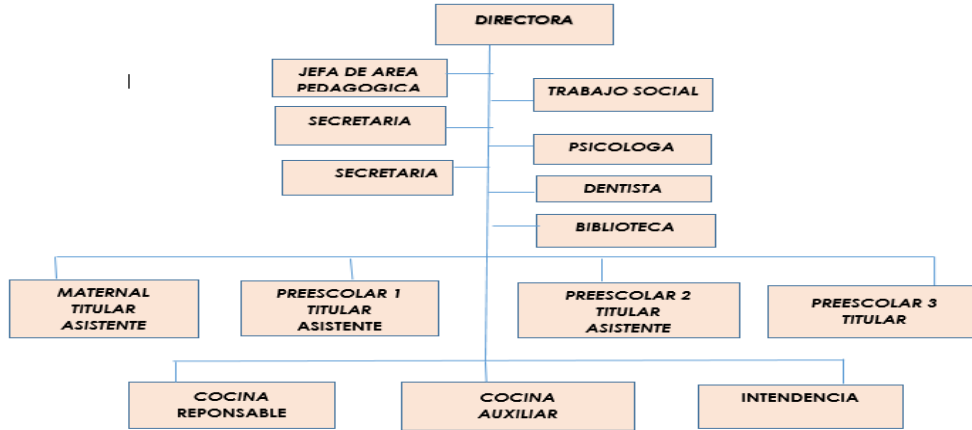 DIRECTORA
JEFA DE AREA
PEDAGOGICA
TRABAJO SOCIAL
SECRETARIA
PSICOLOGA
SECRETARIA
DENTISTA
BIBLIOTECA
MATERNAL
TITULAR
ASISTENTE
PREESCOLAR 1
TITULAR
ASISTENTE
PREESCOLAR 2
TITULAR
ASISTENTE
PREESCOLAR 3
TITULAR
COCINA
REPONSABLE
COCINA
AUXILIAR
INTENDENCIA